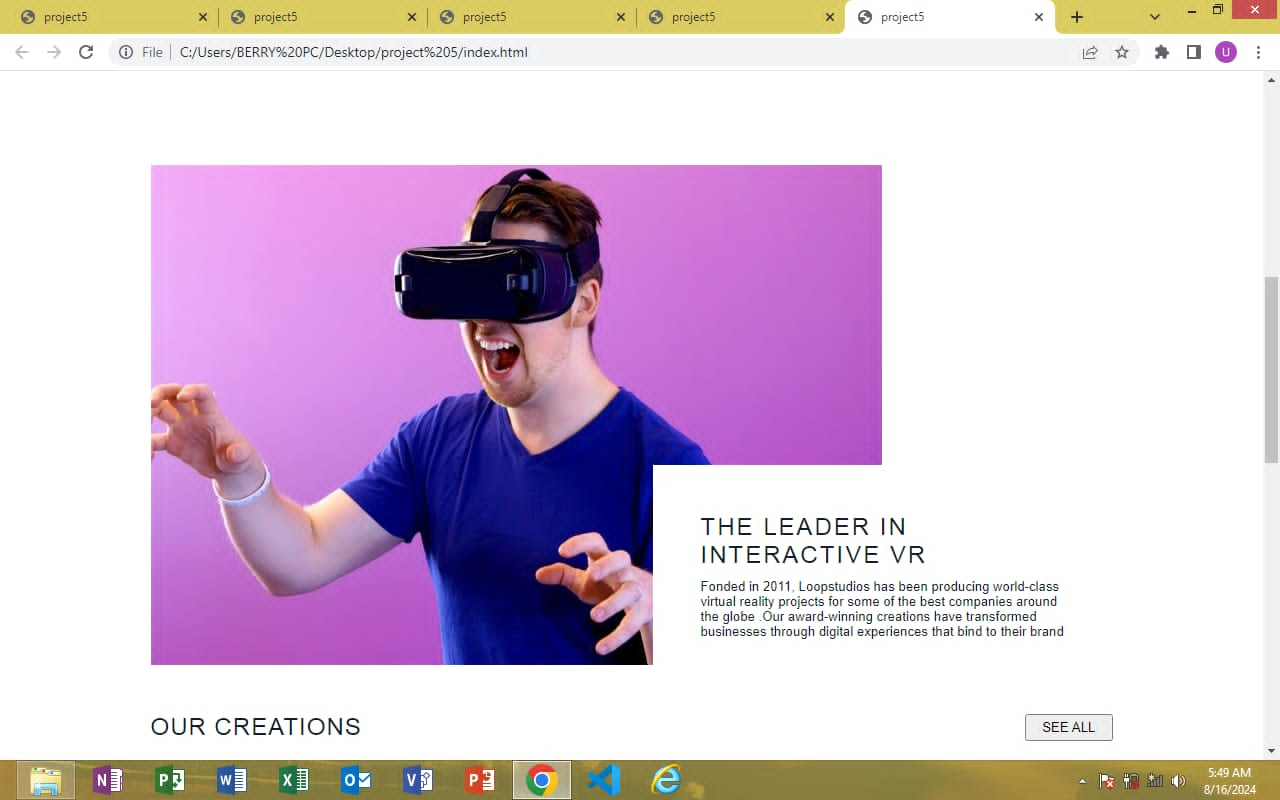 project5
project5
project5
project5
project5
File
C:/Users/BERRY%20PC/Desktop/project%205/index.html
U
THE LEADER IN
INTERACTIVE VR
Fonded in 2011, Loopstudios has been producing world-class
virtual reality projects for some of the best companies around
the globe .Our award-winning creations have transformed
businesses through digital experiences that bind to their brand
OUR CREATIONS
SEE ALL
N
P
W
X
O
V
P
5:49 AM
8/16/2024